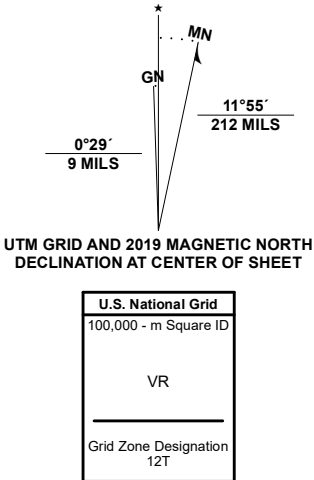 ★
MN
GN
11°55´
212 MILS
0°29´
9 MILS
UTM GRID AND 2019 MAGNETIC NORTH
DECLINATION AT CENTER OF SHEET
U.S. National Grid
100,000 - m Square ID
VR
Grid Zone Designation
12T